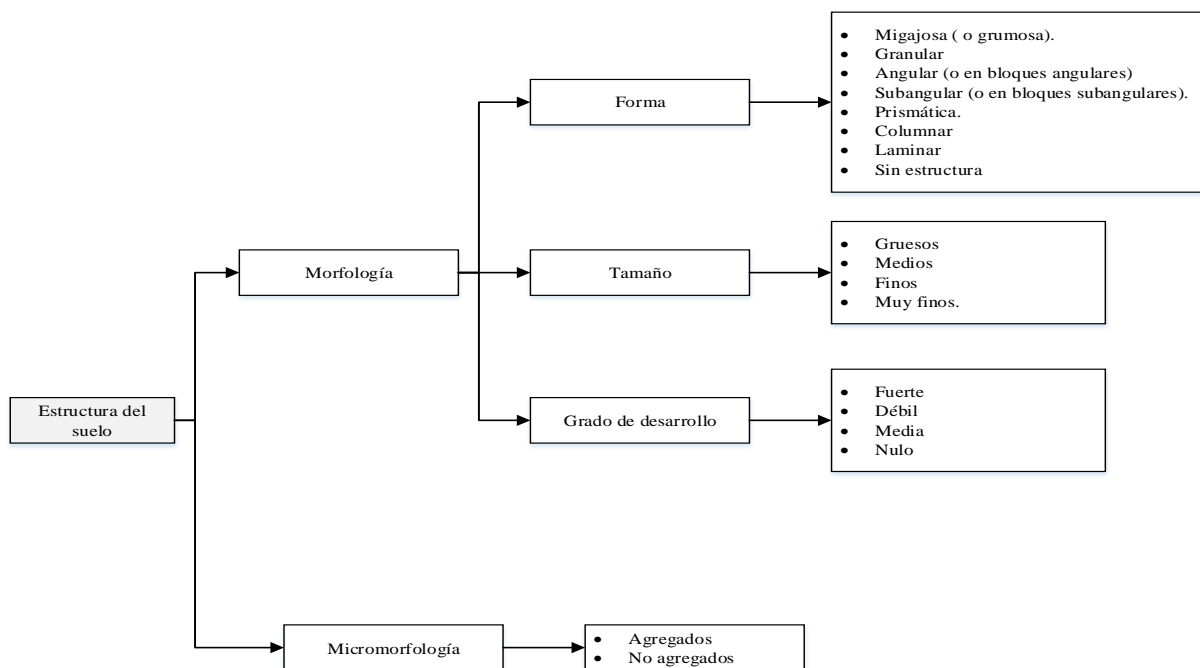 Estructura del
suelo
Morfología
Forma
• Migajosa ( o grumosa).
• Granular
• Angular (o en bloques angulares)
• Subangular (o en bloques subangulares).
• Prismática.
• Columnar
• Laminar
• Sin estructura
Tamaño
• Gruesos
• Medios
• Finos
• Muy finos.
Grado de desarrollo
• Fuerte
• Débil
• Media
• Nulo
Micromorfología
• Agregados
• No agregados